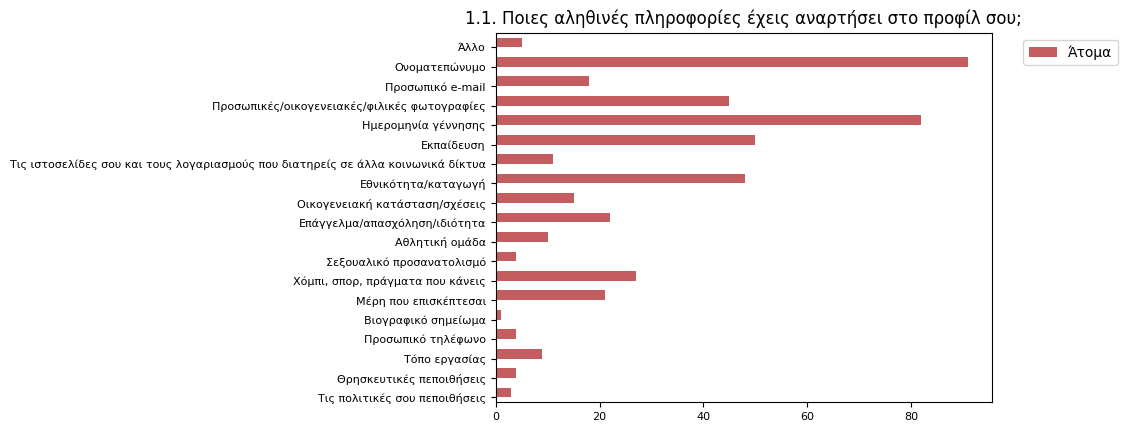 1.1. Ποιες αληθινές πληροφορίες έχεις αναρτήσει στο προφίλ σου;
Άτομα
Άλλο
Ονοματεπώνυμο
Προσωπικό e-mail
Προσωπικές/οικογενειακές/φιλικές φωτογραφίες
Ημερομηνία γέννησης
Εκπαίδευση
Τις ιστοσελίδες σου και τους λογαριασμούς που διατηρείς σε άλλα κοινωνικά δίκτυα
Εθνικότητα/καταγωγή
Οικογενειακή κατάσταση/σχέσεις
Επάγγελμα/απασχόληση/ιδιότητα
Αθλητική ομάδα
Σεξουαλικό προσανατολισμό
Χόμπι, σπορ, πράγματα που κάνεις
Μέρη που επισκέπτεσαι
Βιογραφικό σημείωμα
Προσωπικό τηλέφωνο
Τόπο εργασίας
Θρησκευτικές πεποιθήσεις
Τις πολιτικές σου πεποιθήσεις
0 20 40 60 80